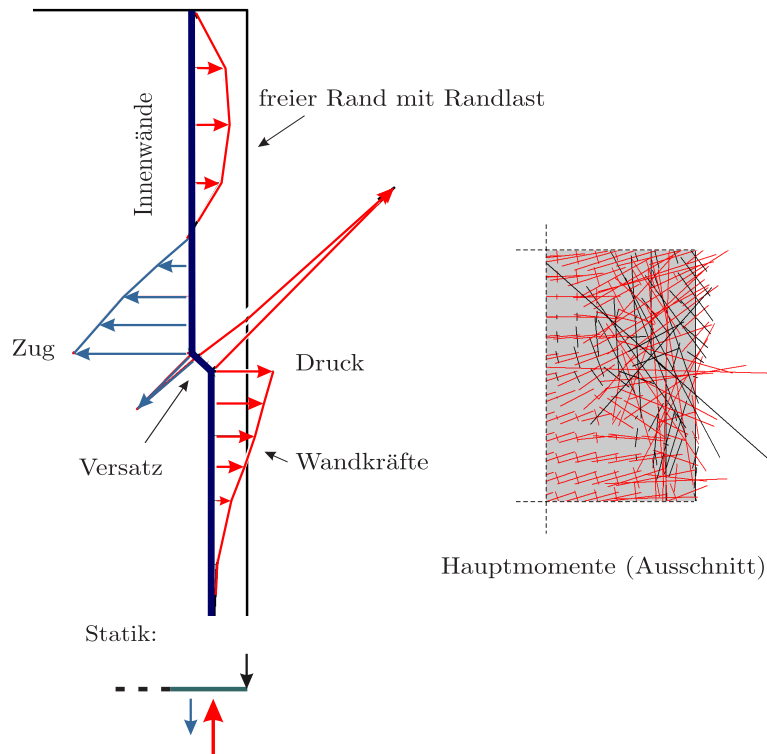 freier Rand mit Randlast
Innenwände
Zug
Druck
Versatz
Wandkräfte
Hauptmomente (Ausschnitt)
Statik: